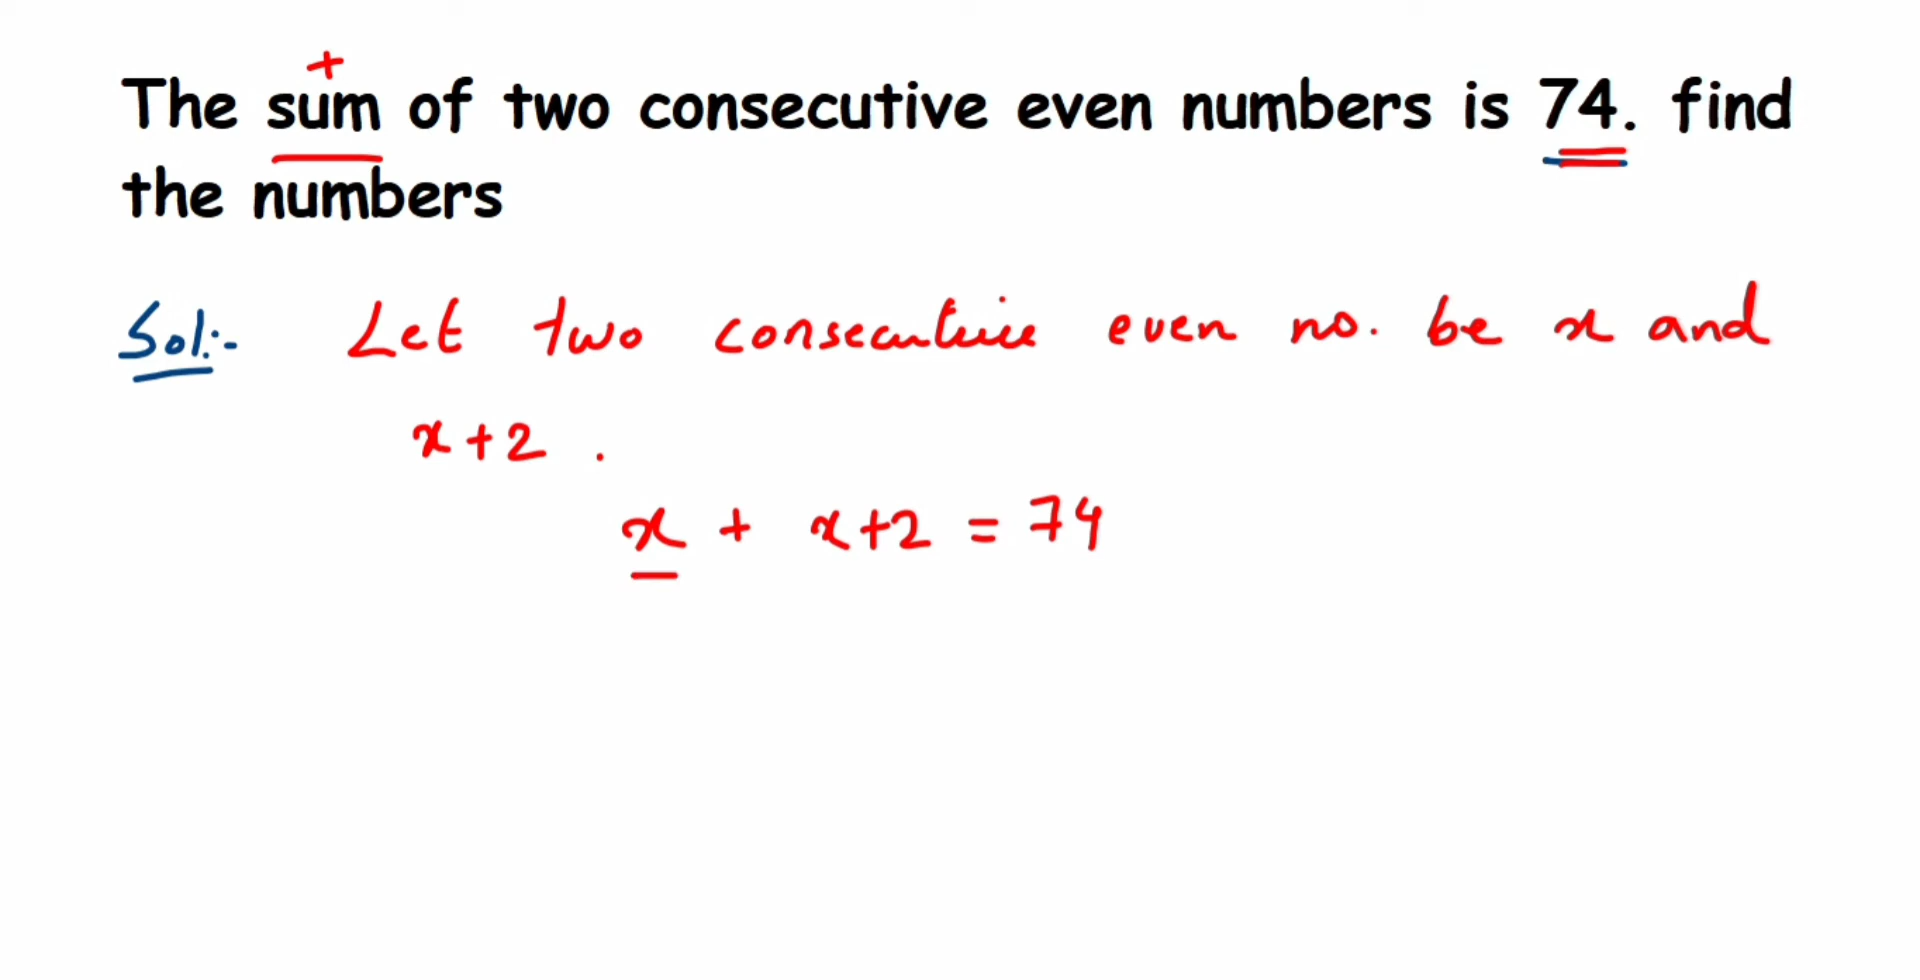 +
The sum of two consecutive even numbers is 74. find
the numbers
Sol:- Let two consecutive even no. be x and
x+2 .
x + x+2 = 74